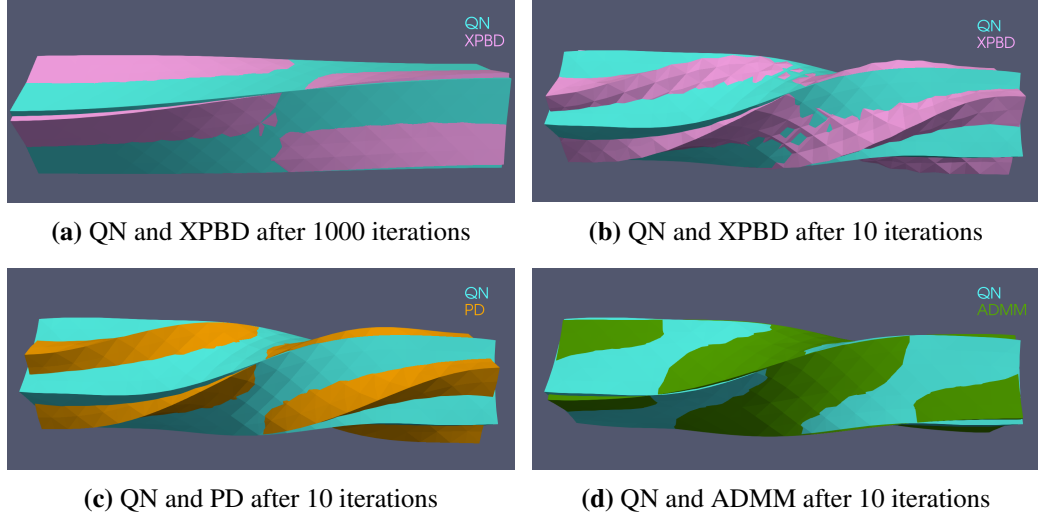 QN
XPBD
QN
XPBD
(a) QN and XPBD after 1000 iterations
(b) QN and XPBD after 10 iterations
QN
PD
QN
ADMM
(c) QN and PD after 10 iterations
(d) QN and ADMM after 10 iterations